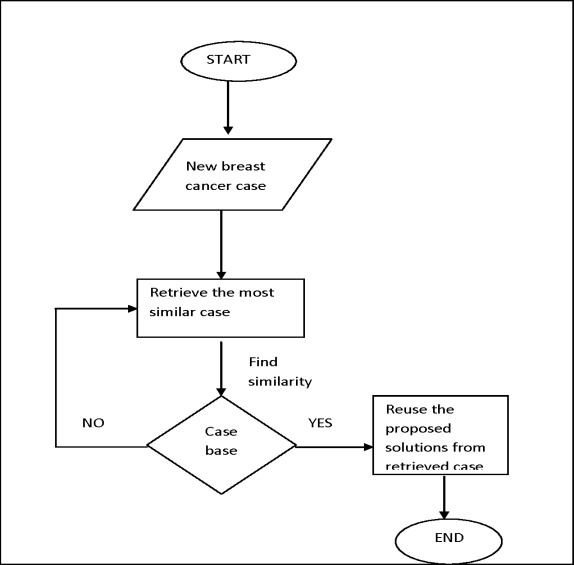 START
New breast
cancer case
Retrieve the most
similar case
Find
similarity
NO
Case
base
YES
Reuse the
proposed
solutions from
retrieved case
END